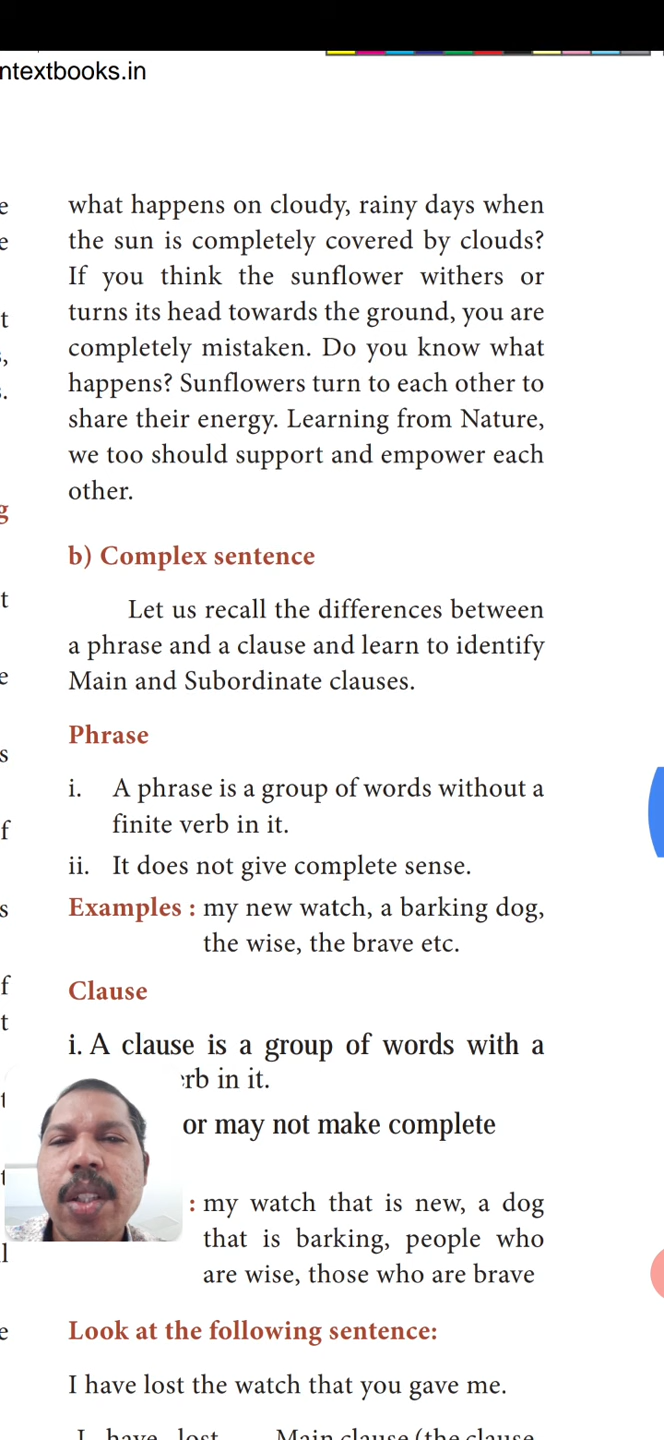 ntextbooks.in
what happens on cloudy, rainy days when
the sun is completely covered by clouds?
If you think the sunflower withers or
turns its head towards the ground, you are
completely mistaken. Do you know what
happens? Sunflowers turn to each other to
share their energy. Learning from Nature,
we too should support and empower each
other.
b) Complex sentence
Let us recall the differences between
a phrase and a clause and learn to identify
Main and Subordinate clauses.
Phrase
i. A phrase is a group of words without a
finite verb in it.
ii. It does not give complete sense.
Examples : my new watch, a barking dog,
the wise, the brave etc.
Clause
i. A clause is a group of words with a
rb in it.
or may not make complete
: my watch that is new, a dog
that is barking, people who
are wise, those who are brave
Look at the following sentence:
I have lost the watch that you gave me.
I have lost Main clause (the clause